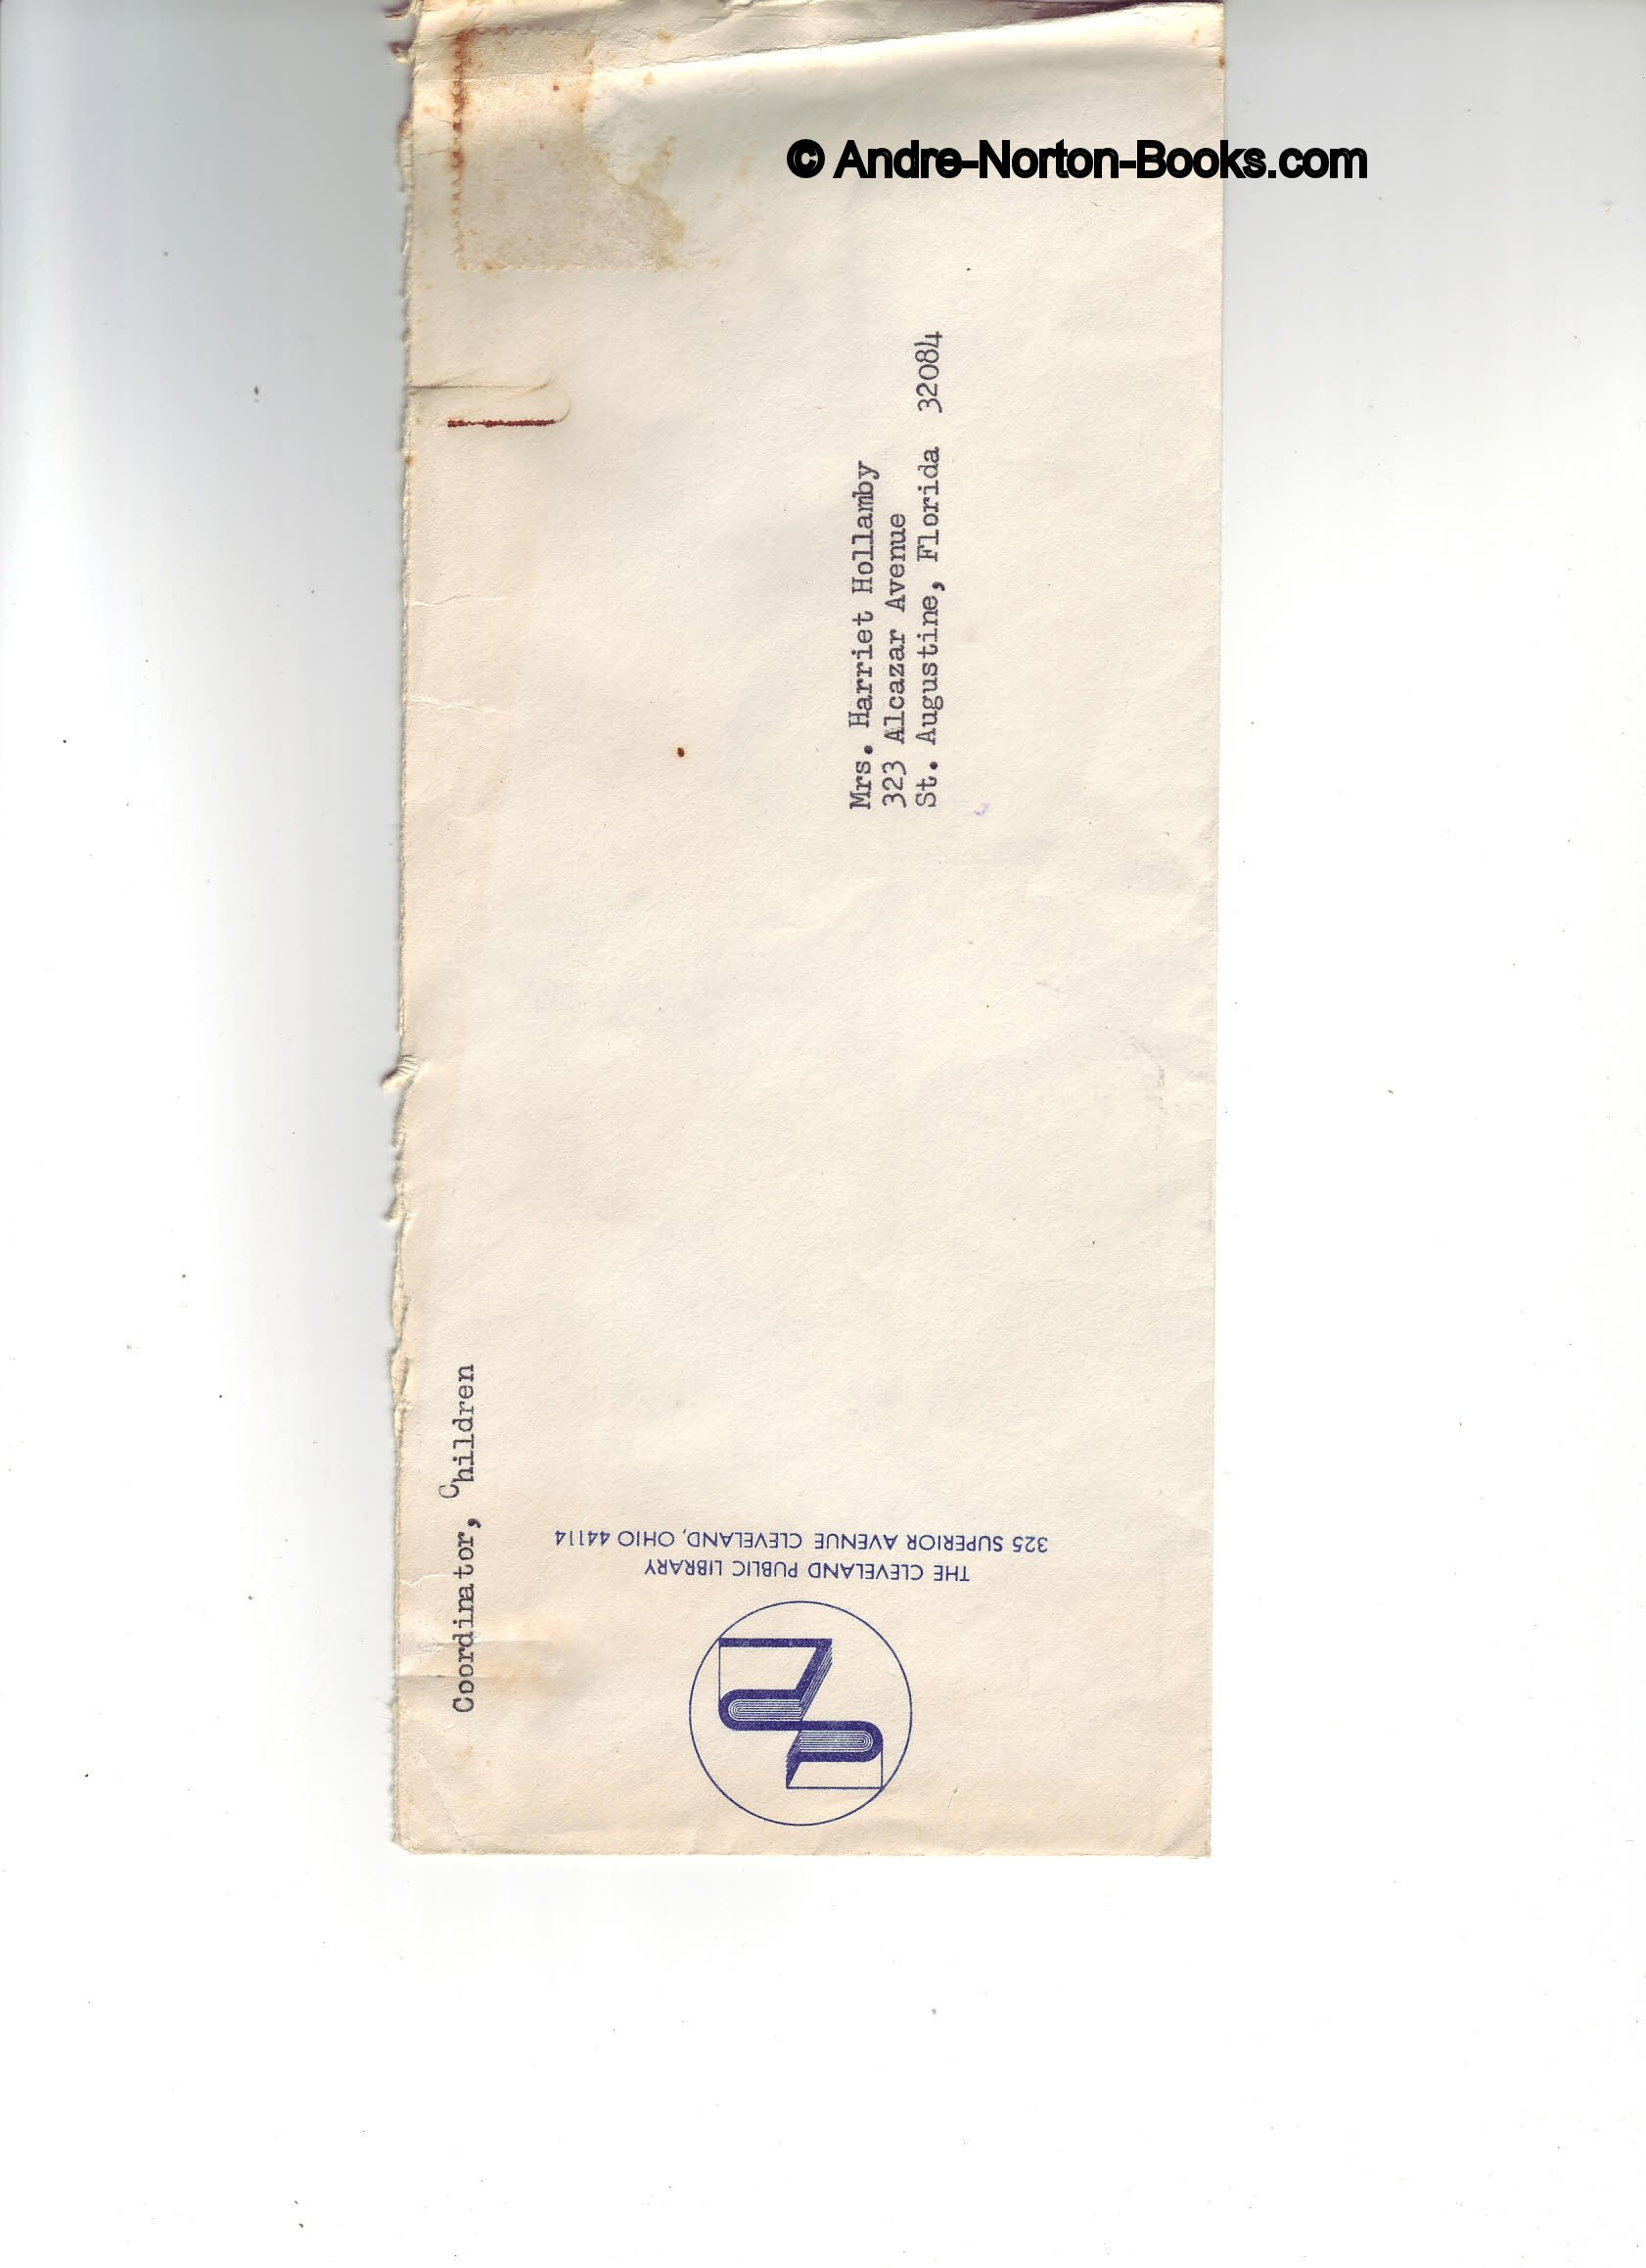 © Andre-Norton-Books.com
Coordinator, Children
THE CLEVELAND PUBLIC LIBRARY
325 SUPERIOR AVENUE CLEVELAND, OHIO 44114
Mrs. Harriet Hollamby
323 Alcazar Avenue
St. Augustine, Florida 32084